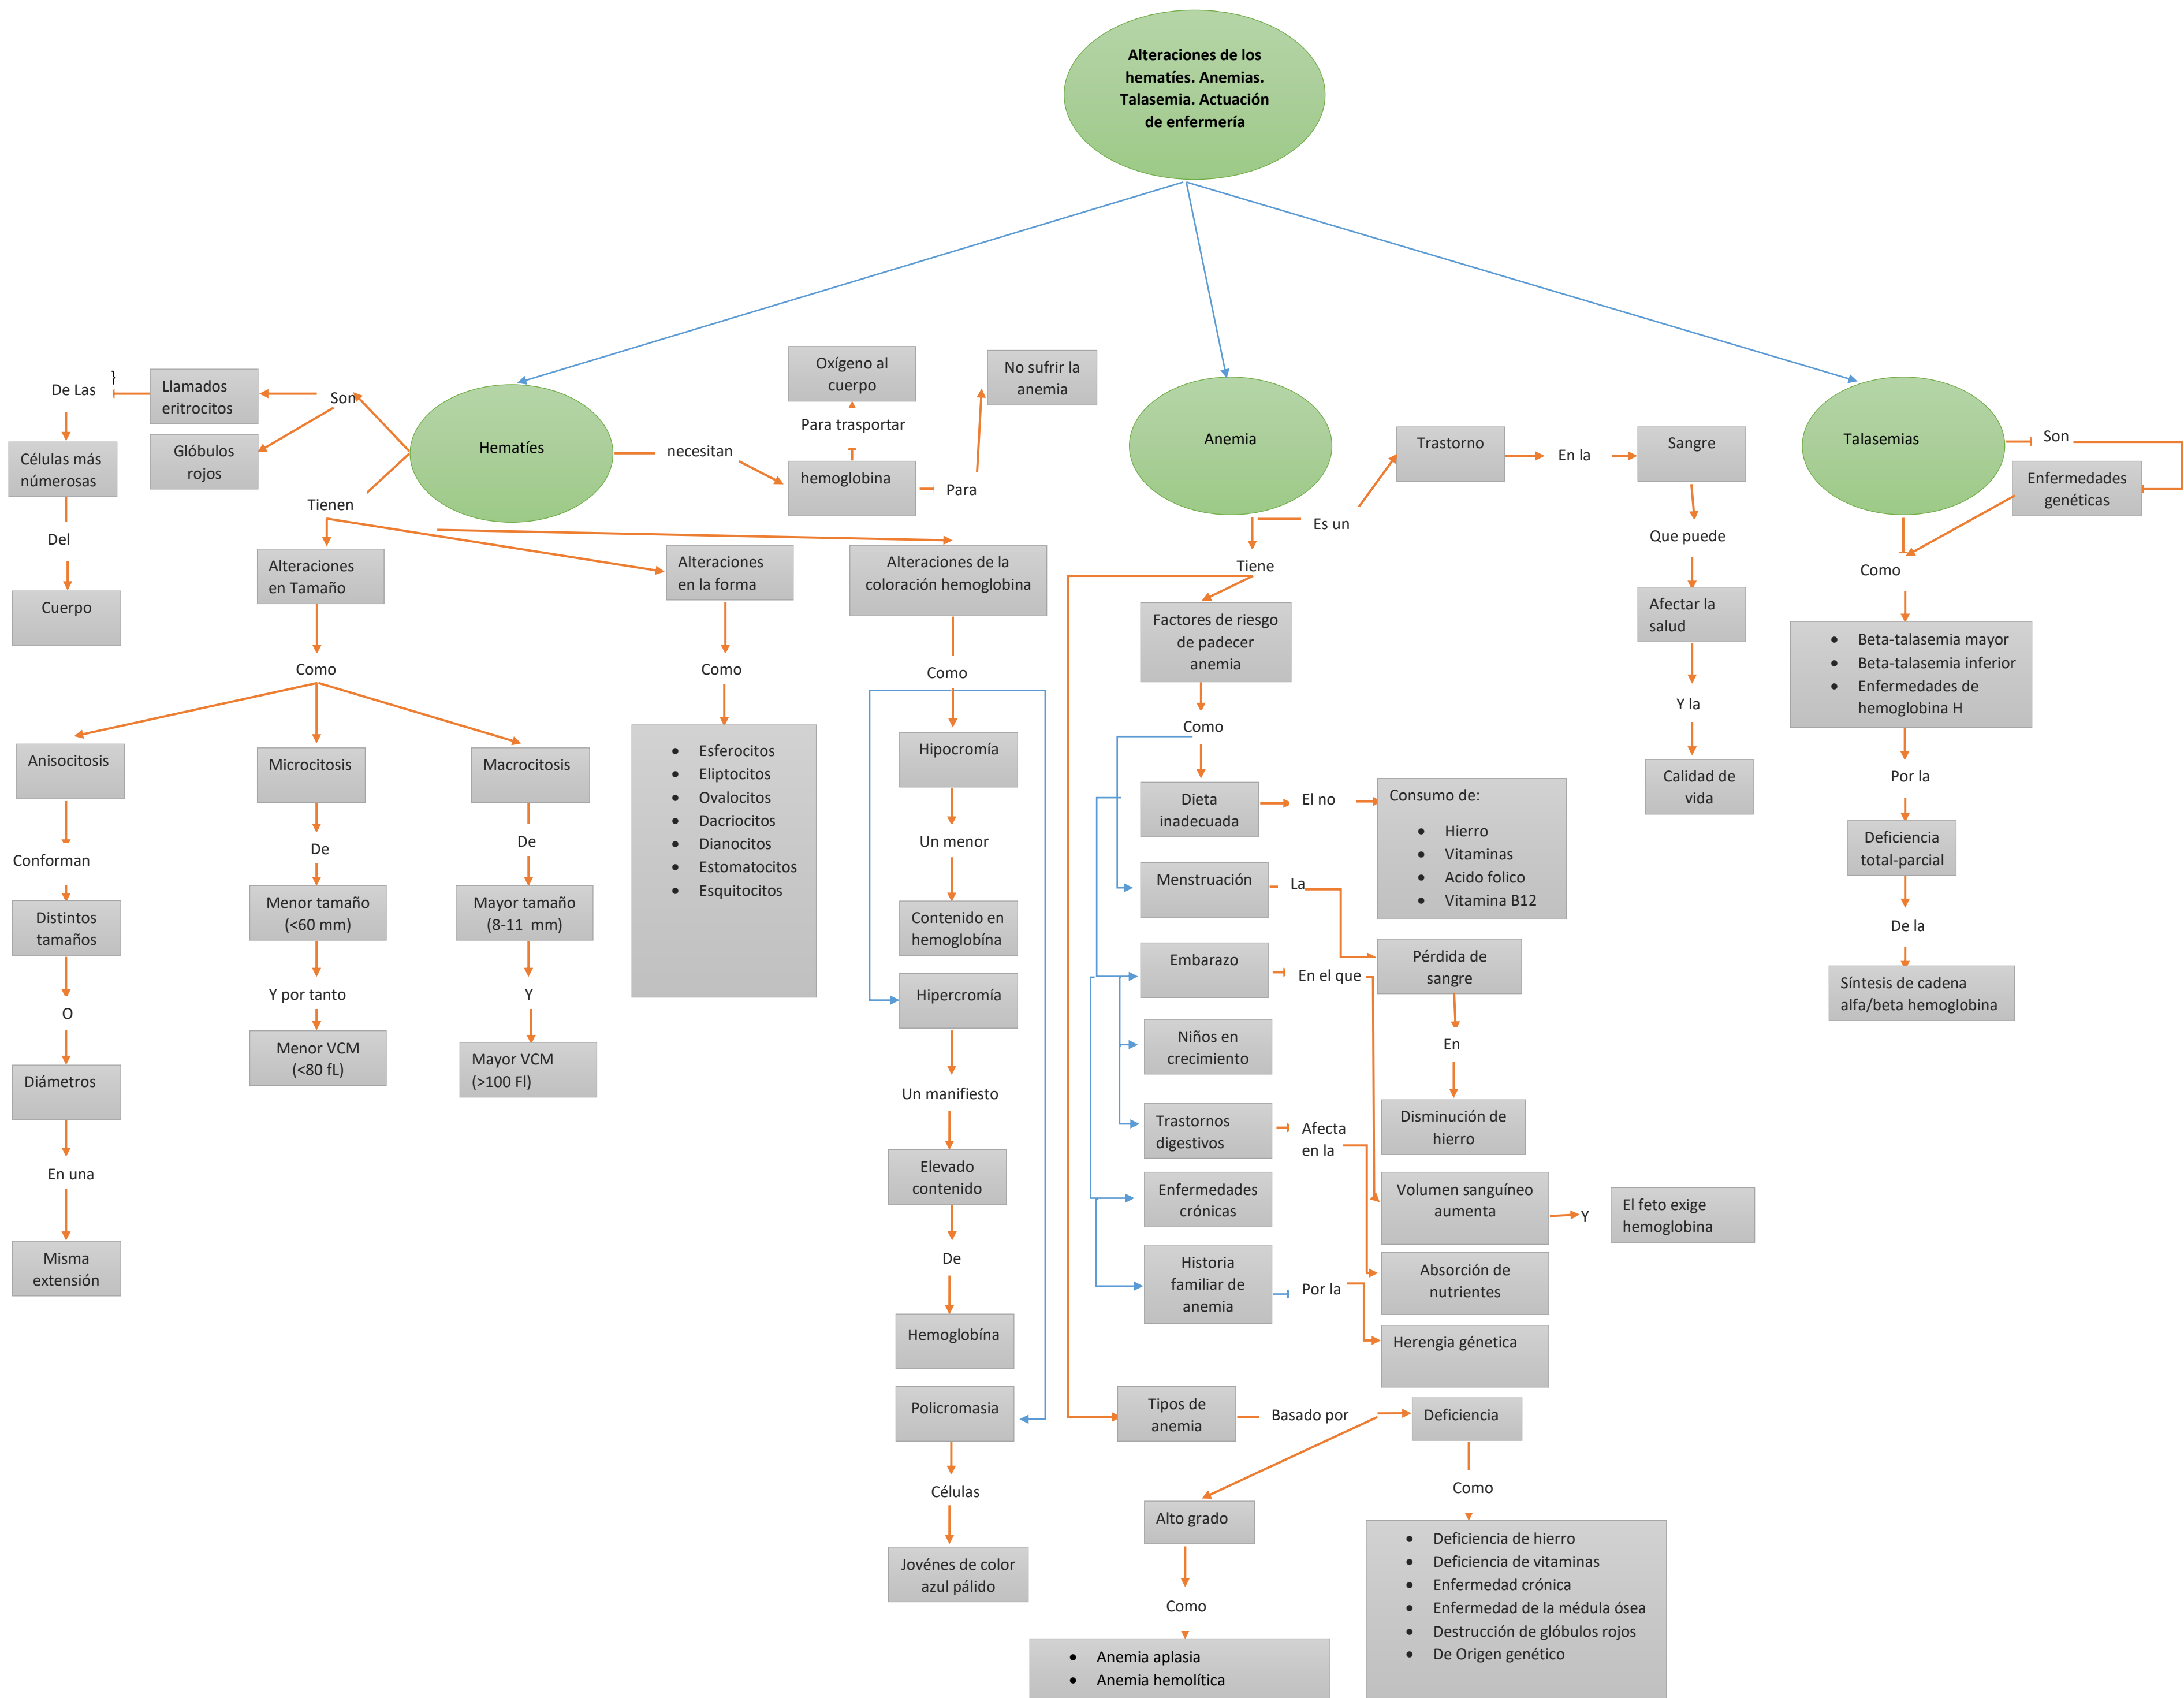 Alteraciones de los
hematíes. Anemias.
Talasemia. Actuación
de enfermería
Hematíes
Son
Llamados
eritrocitos
}
De Las
Células más
númerosas
Del
Cuerpo
Glóbulos
rojos
necesitan
hemoglobina
Para trasportar
Oxígeno al
cuerpo
Para
No sufrir la
anemia
Tienen
Alteraciones
en Tamaño
Como
Anisocitosis
Conforman
Distintos
tamaños
O
Diámetros
En una
Misma
extensión
Microcitosis
De
Menor tamaño
(<60 mm)
Y por tanto
Menor VCM
(<80 fL)
Macrocitosis
De
Mayor tamaño
(8-11 mm)
Y
Mayor VCM
(>100 Fl)
Alteraciones
en la forma
Como
• Esferocitos
• Eliptocitos
• Ovalocitos
• Dacriocitos
• Dianocitos
• Estomatocitos
• Esquitocitos
Alteraciones de la
coloración hemoglobina
Como
Hipocromía
Un menor
Contenido en
hemoglobína
Hipercromía
Un manifiesto
Elevado
contenido
De
Hemoglobína
Policromasia
Células
Jovénes de color
azul pálido
Anemia
Es un
Trastorno
En la
Sangre
Que puede
Afectar la
salud
Y la
Calidad de
vida
Tiene
Factores de riesgo
de padecer
anemia
Como
Dieta
inadecuada
El no
Consumo de:
• Hierro
• Vitaminas
• Acido folico
• Vitamina B12
Menstruación
La
Pérdida de
sangre
En
Disminución de
hierro
Embarazo
En el que
Volumen sanguíneo
aumenta
Y
El feto exige
hemoglobina
Niños en
crecimiento
Trastornos
digestivos
Afecta
en la
Absorción de
nutrientes
Enfermedades
crónicas
Historia
familiar de
anemia
Por la
Herengia génetica
Tipos de
anemia
Basado por
Deficiencia
Como
• Deficiencia de hierro
• Deficiencia de vitaminas
• Enfermedad crónica
• Enfermedad de la médula ósea
• Destrucción de glóbulos rojos
• De Origen genético
Alto grado
Como
• Anemia aplasia
• Anemia hemolítica
Talasemias
Son
Enfermedades
genéticas
Como
• Beta-talasemia mayor
• Beta-talasemia inferior
• Enfermedades de
hemoglobina H
Por la
Deficiencia
total-parcial
De la
Síntesis de cadena
alfa/beta hemoglobina